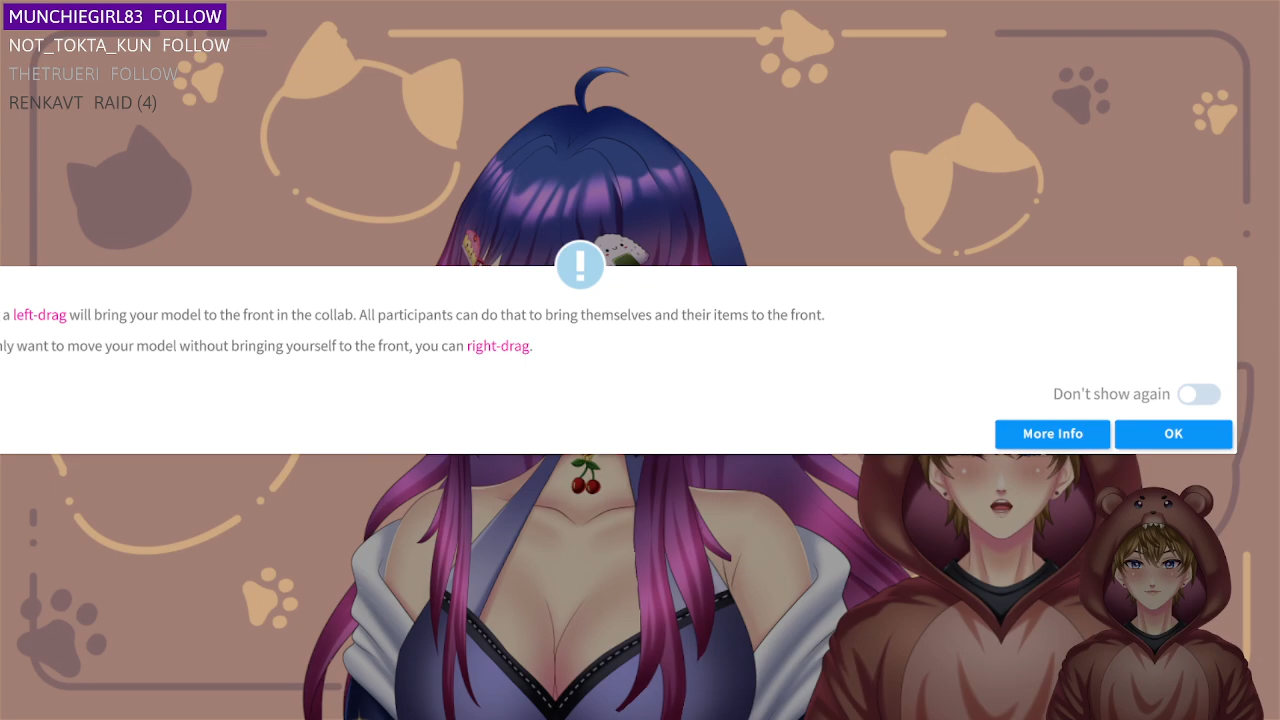 MUNCHIEGIRL83 FOLLOW
NOT_TOKTA_KUN FOLLOW
THETRUERI FOLLOW
RENKAVT RAID (4)
a left-drag will bring your model to the front in the collab. All participants can do that to bring themselves and their items to the front.
want to move your model without bringing yourself to the front, you can right-drag.
Don't show again
More Info
OK